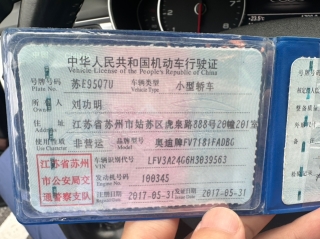 中华人民共和国机动车行驶证
Vehicle License of the People's Republic of China
号牌号码 苏E9507U 车辆类型 小型轿车
Plate No. Vehicle Type
所有人 刘功明
Owner
住址 江苏省苏州市姑苏区虎泉路888号20幢201室
Address
使用性质 非营运 品牌型号 奥迪牌FV7181FADBG
Use Character Model
江苏省苏州市公安局交通警察支队
车辆识别代号 LFV3A24G6H3039563
VIN
发动机号码 100345
Engine No.
注册日期 2017-05-31 发证日期 2017-05-31
Register Date Issue Date